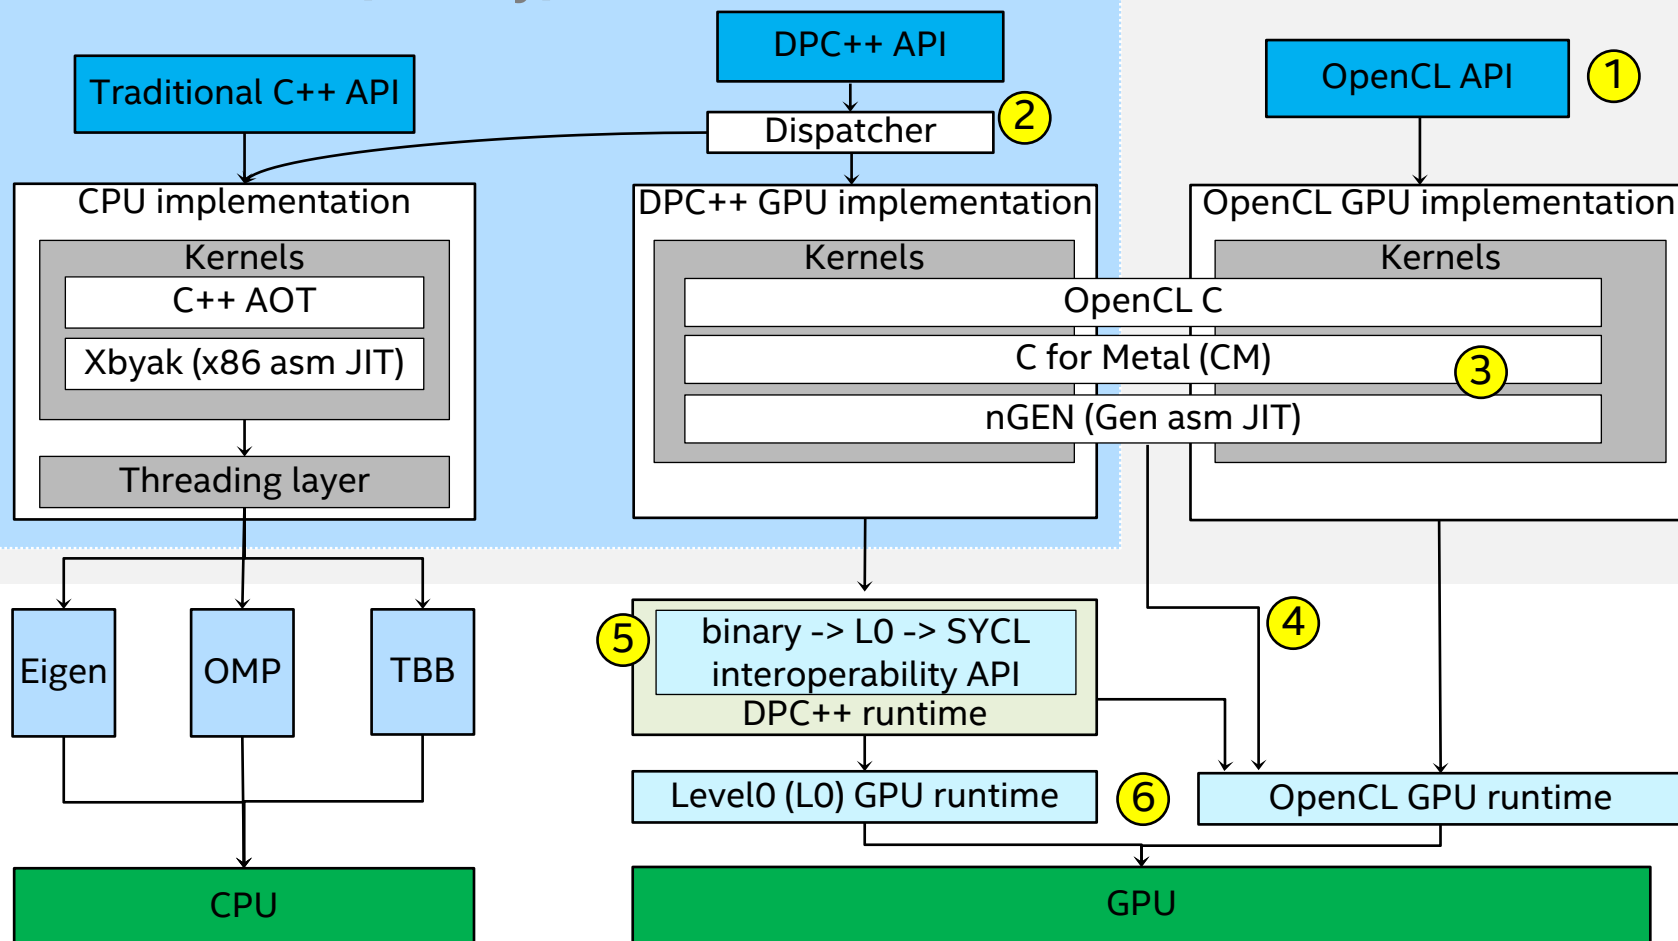 DPC++ API
OpenCL API
1
Traditional C++ API
2
Dispatcher
CPU implementation
DPC++ GPU implementation
OpenCL GPU implementation
Kernels
Kernels
Kernels
C++ AOT
OpenCL C
Xbyak (x86 asm JIT)
C for Metal (CM)
3
nGEN (Gen asm JIT)
Threading layer
4
5
binary -> L0 -> SYCL
interoperability API
DPC++ runtime
Eigen
OMP
TBB
Level0 (L0) GPU runtime
6
OpenCL GPU runtime
CPU
GPU